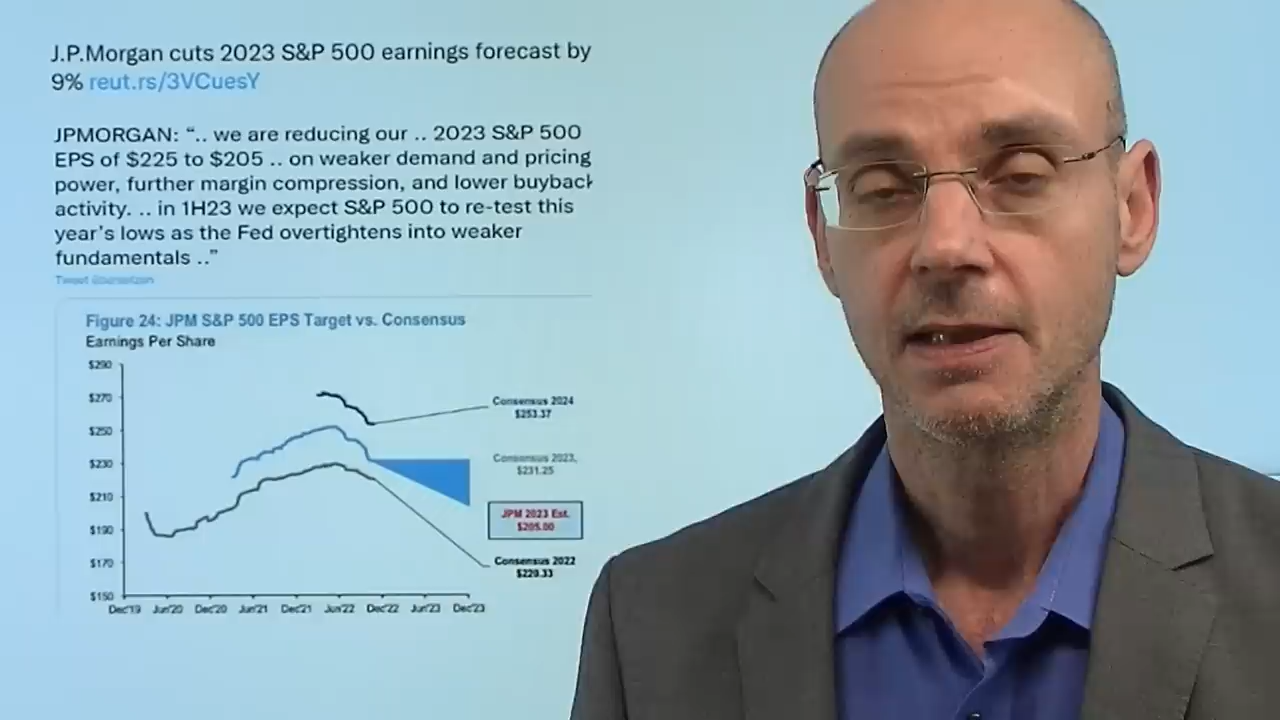 J.P.Morgan cuts 2023 S&P 500 earnings forecast by
9% reut.rs/3VCuesY
JPMORGAN: “.. we are reducing our .. 2023 S&P 500
EPS of $225 to $205 .. on weaker demand and pricing
power, further margin compression, and lower buyback
activity. .. in 1H23 we expect S&P 500 to re-test this
year’s lows as the Fed overtightens into weaker
fundamentals ..”
Tweet
Figure 24: JPM S&P 500 EPS Target vs. Consensus
Earnings Per Share
$290
$270
$250
$230
$210
$190
$170
$150
Consensus 2024
$253.37
Consensus 2023,
$231.25
JPM 2023 Est.
$205.00
Consensus 2022
$220.33
Dec'19 Jun'20 Dec'20 Jun'21 Dec'21 Jun'22 Dec'22 Jun'23 Dec'23